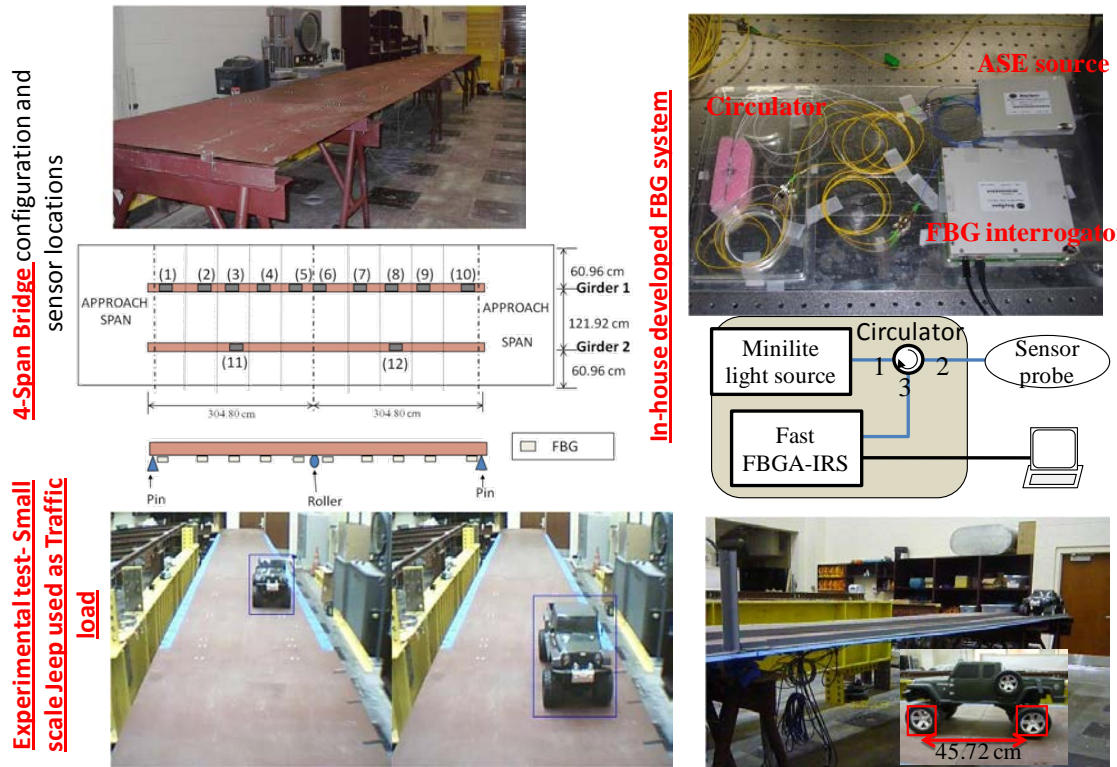 4-Span Bridge configuration and
sensor locations
(1) (2) (3) (4) (5) (6) (7) (8) (9) (10)
60.96 cm
Girder 1
APPROACH
SPAN
APPROACH
SPAN
121.92 cm
Girder 2
(11) (12)
60.96 cm
304.80 cm 304.80 cm
FBG
Pin
Roller
Pin
Experimental test- Small
scale Jeep used as Traffic
load
In-house developed FBG system
ASE source
Circulator
FBG interrogato
Circulator
Minilite
light source
1 2
3
Sensor
probe
Fast
FBGA-IRS
45.72 cm